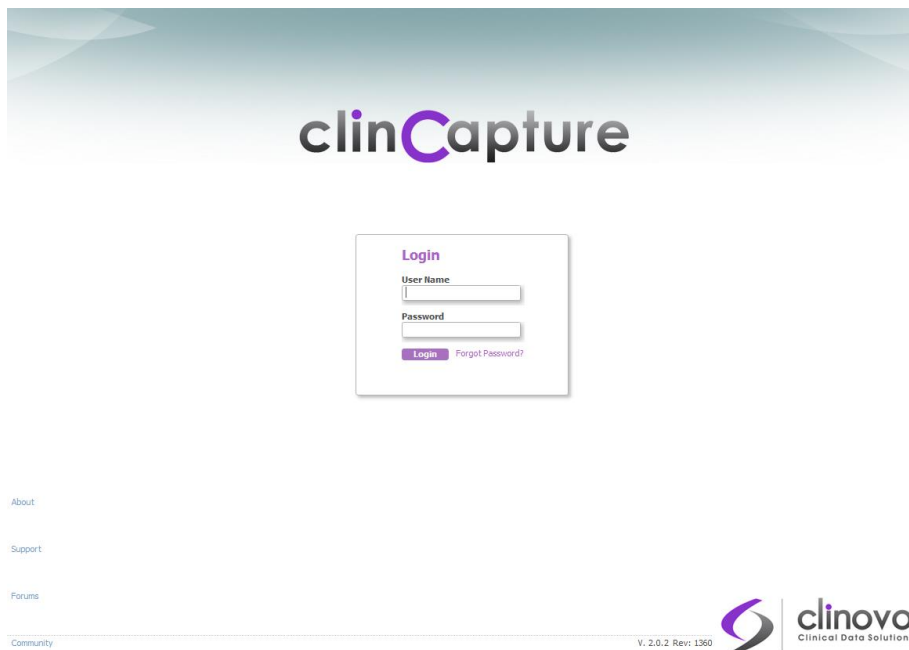 clinCapture
Login
User Name
Password
Login Forgot Password?
About
Support
Forums
clinovo
Clinical Data Solution
Community
V. 2.0.2 Rev: 1360